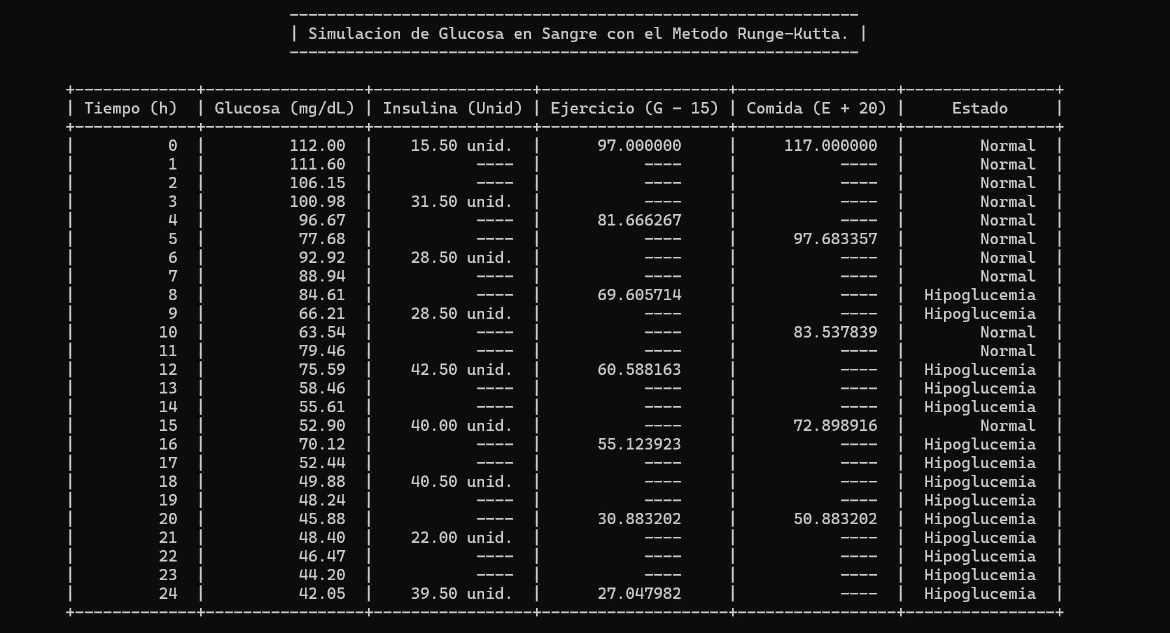 Simulacion de Glucosa en Sangre con el Metodo Runge-Kutta.
Tiempo (h) | Glucosa (mg/dL) | Insulina (Unid) | Ejercicio (G - 15) | Comida (E + 20) | Estado
0 | 112.00 | 15.50 unid. | 97.000000 | 117.000000 | Normal
1 | 111.60 | ---- | ---- | ---- | Normal
2 | 106.15 | ---- | ---- | ---- | Normal
3 | 100.98 | 31.50 unid. | ---- | ---- | Normal
4 | 96.67 | ---- | 81.666267 | ---- | Normal
5 | 77.68 | ---- | ---- | 97.683357 | Normal
6 | 92.92 | 28.50 unid. | ---- | ---- | Normal
7 | 88.94 | ---- | ---- | ---- | Normal
8 | 84.61 | ---- | 69.605714 | ---- | Hipoglucemia
9 | 66.21 | 28.50 unid. | ---- | ---- | Hipoglucemia
10 | 63.54 | ---- | ---- | 83.537839 | Normal
11 | 79.46 | ---- | ---- | ---- | Normal
12 | 75.59 | 42.50 unid. | 60.588163 | ---- | Hipoglucemia
13 | 58.46 | ---- | ---- | ---- | Hipoglucemia
14 | 55.61 | ---- | ---- | ---- | Hipoglucemia
15 | 52.90 | 40.00 unid. | ---- | 72.898916 | Normal
16 | 70.12 | ---- | 55.123923 | ---- | Hipoglucemia
17 | 52.44 | ---- | ---- | ---- | Hipoglucemia
18 | 49.88 | 40.50 unid. | ---- | ---- | Hipoglucemia
19 | 48.24 | ---- | ---- | ---- | Hipoglucemia
20 | 45.88 | ---- | 30.883202 | 50.883202 | Hipoglucemia
21 | 48.40 | 22.00 unid. | ---- | ---- | Hipoglucemia
22 | 46.47 | ---- | ---- | ---- | Hipoglucemia
23 | 44.20 | ---- | ---- | ---- | Hipoglucemia
24 | 42.05 | 39.50 unid. | 27.047982 | ---- | Hipoglucemia